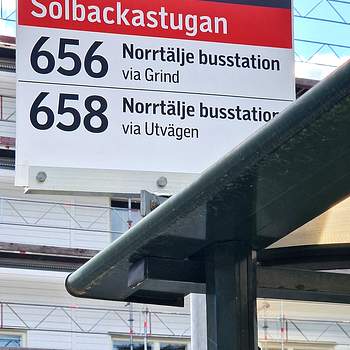 Solbackastugan
656 Norrtälje busstation
via Grind
658 Norrtälje busstation
via Utvägen